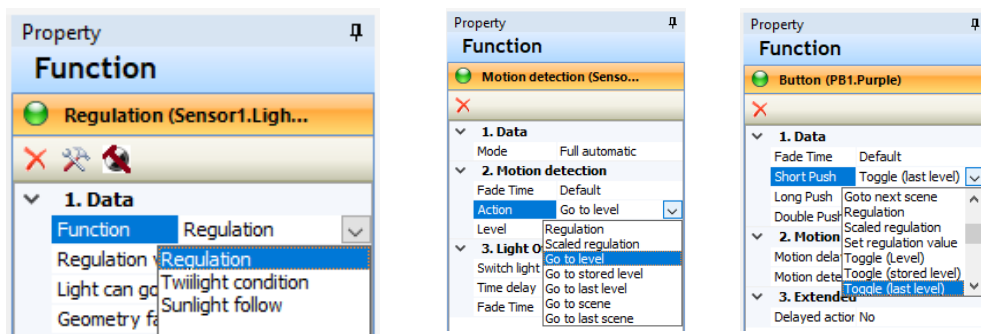 Property
Function
Regulation (Sensor1.Ligh...
1. Data
Function Regulation
Regulation
Regulation
Twiilight condition
Light can go
Sunlight follow
Geometry fa
Property
Function
Motion detection (Senso...
1. Data
Mode Full automatic
2. Motion detection
Fade Time Default
Action Go to level
Level
Regulation
Scaled regulation
3. Light O
Go to level
Switch light
Go to stored level
Time delay
Go to last level
Fade Time
Go to scene
Go to last scene
Property
Function
Button (PB1.Purple)
1. Data
Fade Time Default
Short Push Toggle (last level)
Long Push
Goto next scene
Regulation
Double Push
Scaled regulation
2. Motion
Set regulation value
Motion dela
Toggle (Level)
Motion dete
Toogle (stored level)
Toggle (last level)
3. Extended
Delayed action No